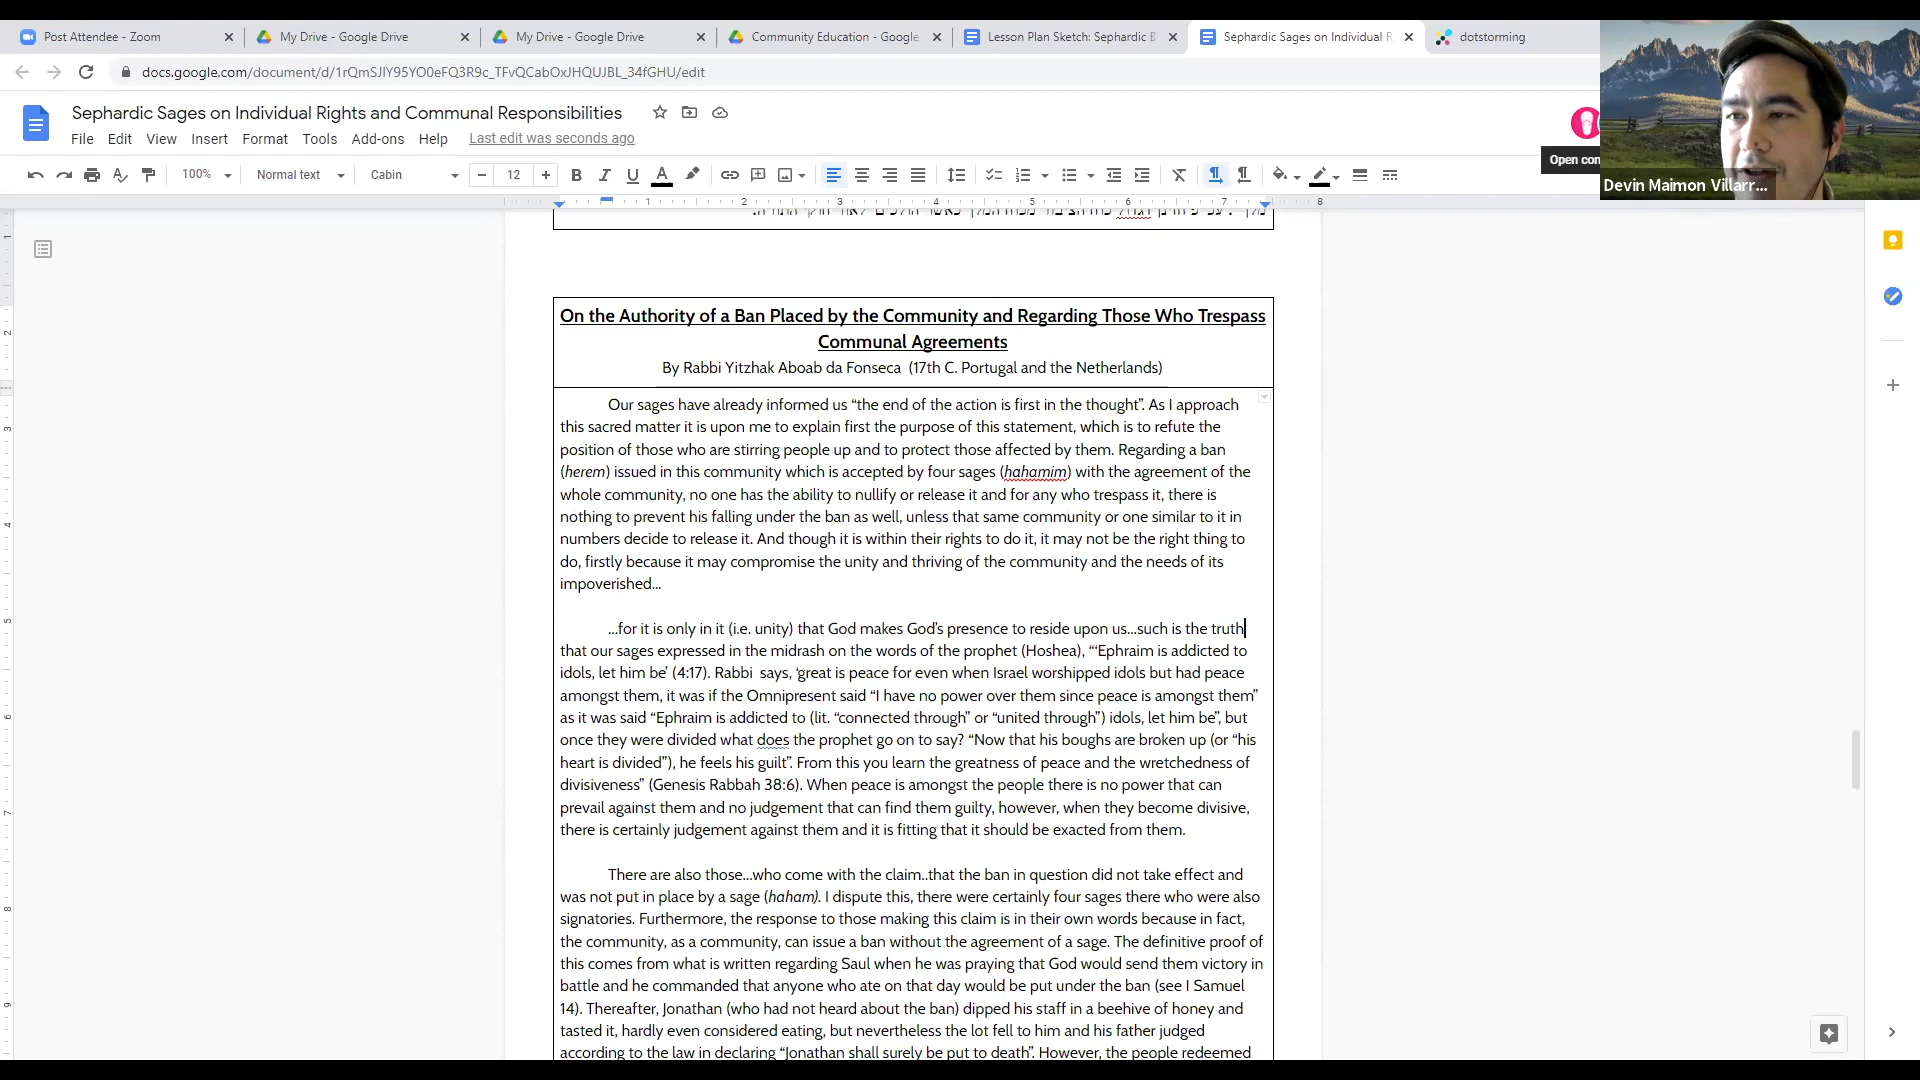 Post Attendee - Zoom
My Drive - Google Drive
My Drive - Google Drive
Community Education - Google
Lesson Plan Sketch: Sephardic B
Sephardic Sages on Individual R
dotstorming
docs.google.com/document/d/1rQmSJlY95YO0eFQ3R9c_TFvQCabOxJHQUJBL_34fGHU/edit
Sephardic Sages on Individual Rights and Communal Responsibilities
File Edit View Insert Format Tools Add-ons Help Last edit was seconds ago
Open con
Devin Maimon Villarr...
100% Normal text Cabin 12
1 2 3 4 5 6 7 8
On the Authority of a Ban Placed by the Community and Regarding Those Who Trespass
Communal Agreements
By Rabbi Yitzhak Aboab da Fonseca (17th C. Portugal and the Netherlands)
Our sages have already informed us “the end of the action is first in the thought”. As I approach
this sacred matter it is upon me to explain first the purpose of this statement, which is to refute the
position of those who are stirring people up and to protect those affected by them. Regarding a ban
(herem) issued in this community which is accepted by four sages (hahamim) with the agreement of the
whole community, no one has the ability to nullify or release it and for any who trespass it, there is
nothing to prevent his falling under the ban as well, unless that same community or one similar to it in
numbers decide to release it. And though it is within their rights to do it, it may not be the right thing to
do, firstly because it may compromise the unity and thriving of the community and the needs of its
impoverished...
...for it is only in it (i.e. unity) that God makes God’s presence to reside upon us...such is the truth
that our sages expressed in the midrash on the words of the prophet (Hoshea), “‘Ephraim is addicted to
idols, let him be’ (4:17). Rabbi says, ‘great is peace for even when Israel worshipped idols but had peace
amongst them, it was if the Omnipresent said “I have no power over them since peace is amongst them”
as it was said “Ephraim is addicted to (lit. “connected through” or “united through”) idols, let him be”, but
once they were divided what does the prophet go on to say? “Now that his boughs are broken up (or “his
heart is divided”), he feels his guilt”. From this you learn the greatness of peace and the wretchedness of
divisiveness” (Genesis Rabbah 38:6). When peace is amongst the people there is no power that can
prevail against them and no judgement that can find them guilty, however, when they become divisive,
there is certainly judgement against them and it is fitting that it should be exacted from them.
There are also those...who come with the claim..that the ban in question did not take effect and
was not put in place by a sage (haham). I dispute this, there were certainly four sages there who were also
signatories. Furthermore, the response to those making this claim is in their own words because in fact,
the community, as a community, can issue a ban without the agreement of a sage. The definitive proof of
this comes from what is written regarding Saul when he was praying that God would send them victory in
battle and he commanded that anyone who ate on that day would be put under the ban (see I Samuel
14). Thereafter, Jonathan (who had not heard about the ban) dipped his staff in a beehive of honey and
tasted it, hardly even considered eating, but nevertheless the lot fell to him and his father judged
according to the law in declaring “Jonathan shall surely be put to death”. However, the people redeemed